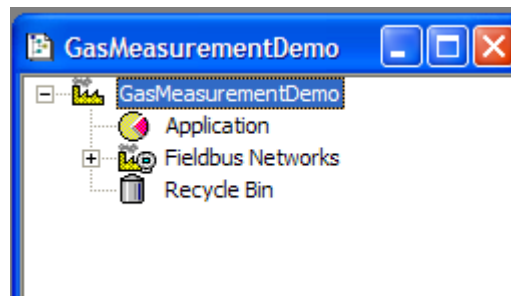 GasMeasurementDemo
GasMeasurementDemo
Application
Fieldbus Networks
Recycle Bin